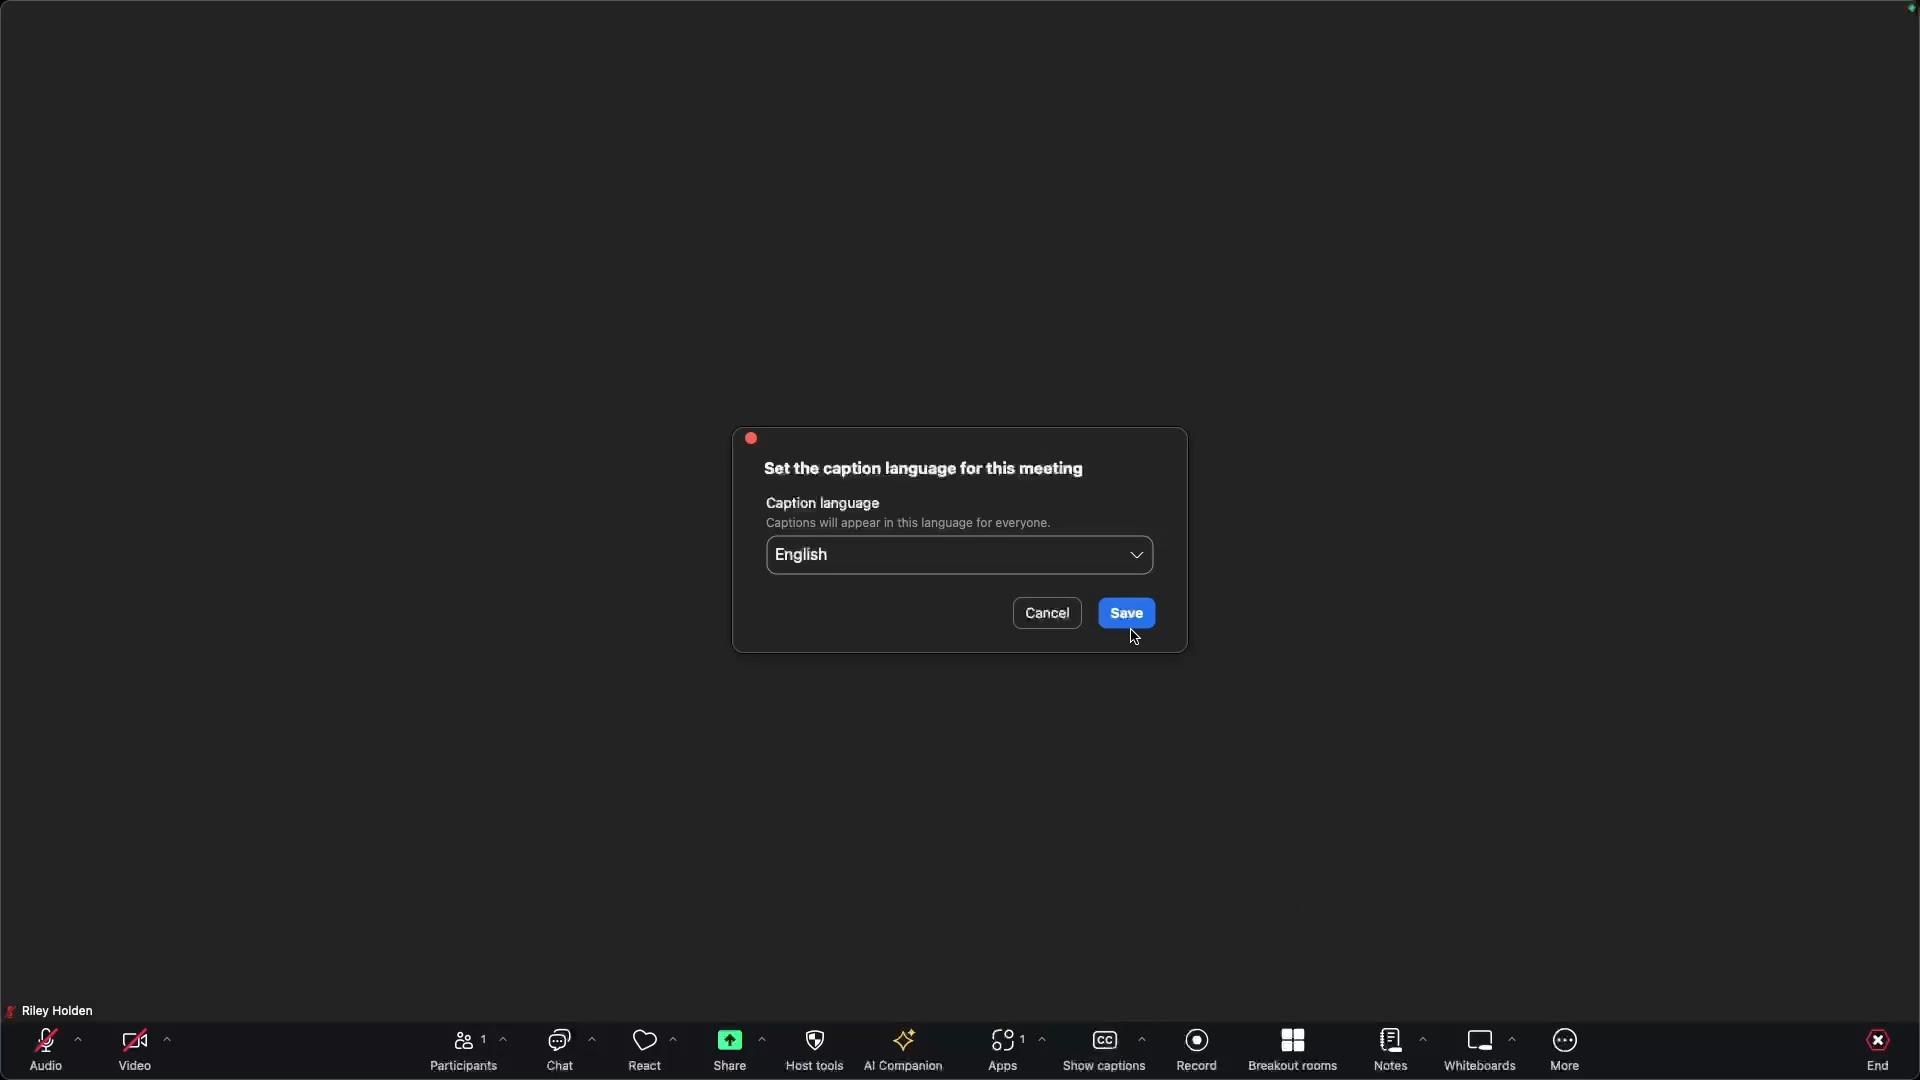 Set the caption language for this meeting
Caption language
Captions will appear in this language for everyone.
English
Cancel
Save
Riley Holden
1
1
CC
Audio
Video
Participants
Chat
React
Share
Host tools
AI Companion
Apps
Show captions
Record
Breakout rooms
Notes
Whiteboards
More
End